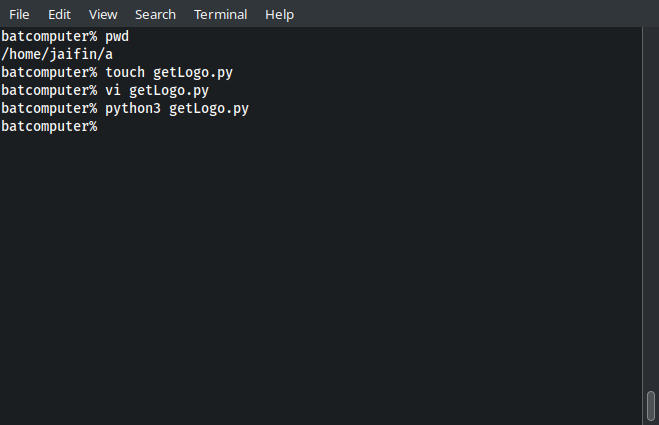 File Edit View Search Terminal Help
batcomputer% pwd
/home/jaifin/a
batcomputer% touch getLogo.py
batcomputer% vi getLogo.py
batcomputer% python3 getLogo.py
batcomputer%